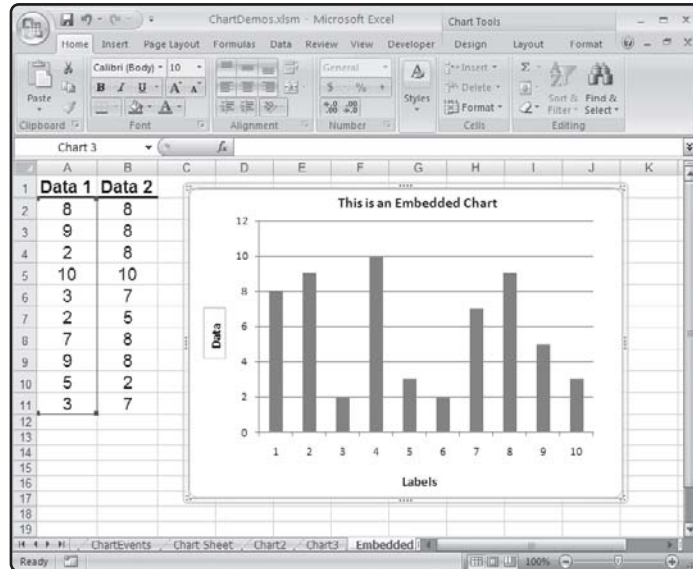 ChartDemos.xlsm - Microsoft Excel
Chart Tools
Home Insert Page Layout Formulas Data Review View Developer Design Layout Format
Calibri (Body) 10 General Insert Σ
Paste B I U A A $ % , Styles Delete Sort & Filter Find & Select
A .0 .00 .00 .0 Format
Clipboard Font Alignment Number Cells Editing
Chart 3 fx
A B C D E F G H I J K
1 Data 1 Data 2
2 8 8
3 9 8
4 2 8
5 10 10
6 3 7
7 2 5
8 7 8
9 9 8
10 5 2
11 3 7
12
13
14
15
16
17
18
19
This is an Embedded Chart
12
10
8
6
4
2
0
Data
1 2 3 4 5 6 7 8 9 10
Labels
ChartEvents Chart Sheet Chart2 Chart3 Embedded
Ready 100%